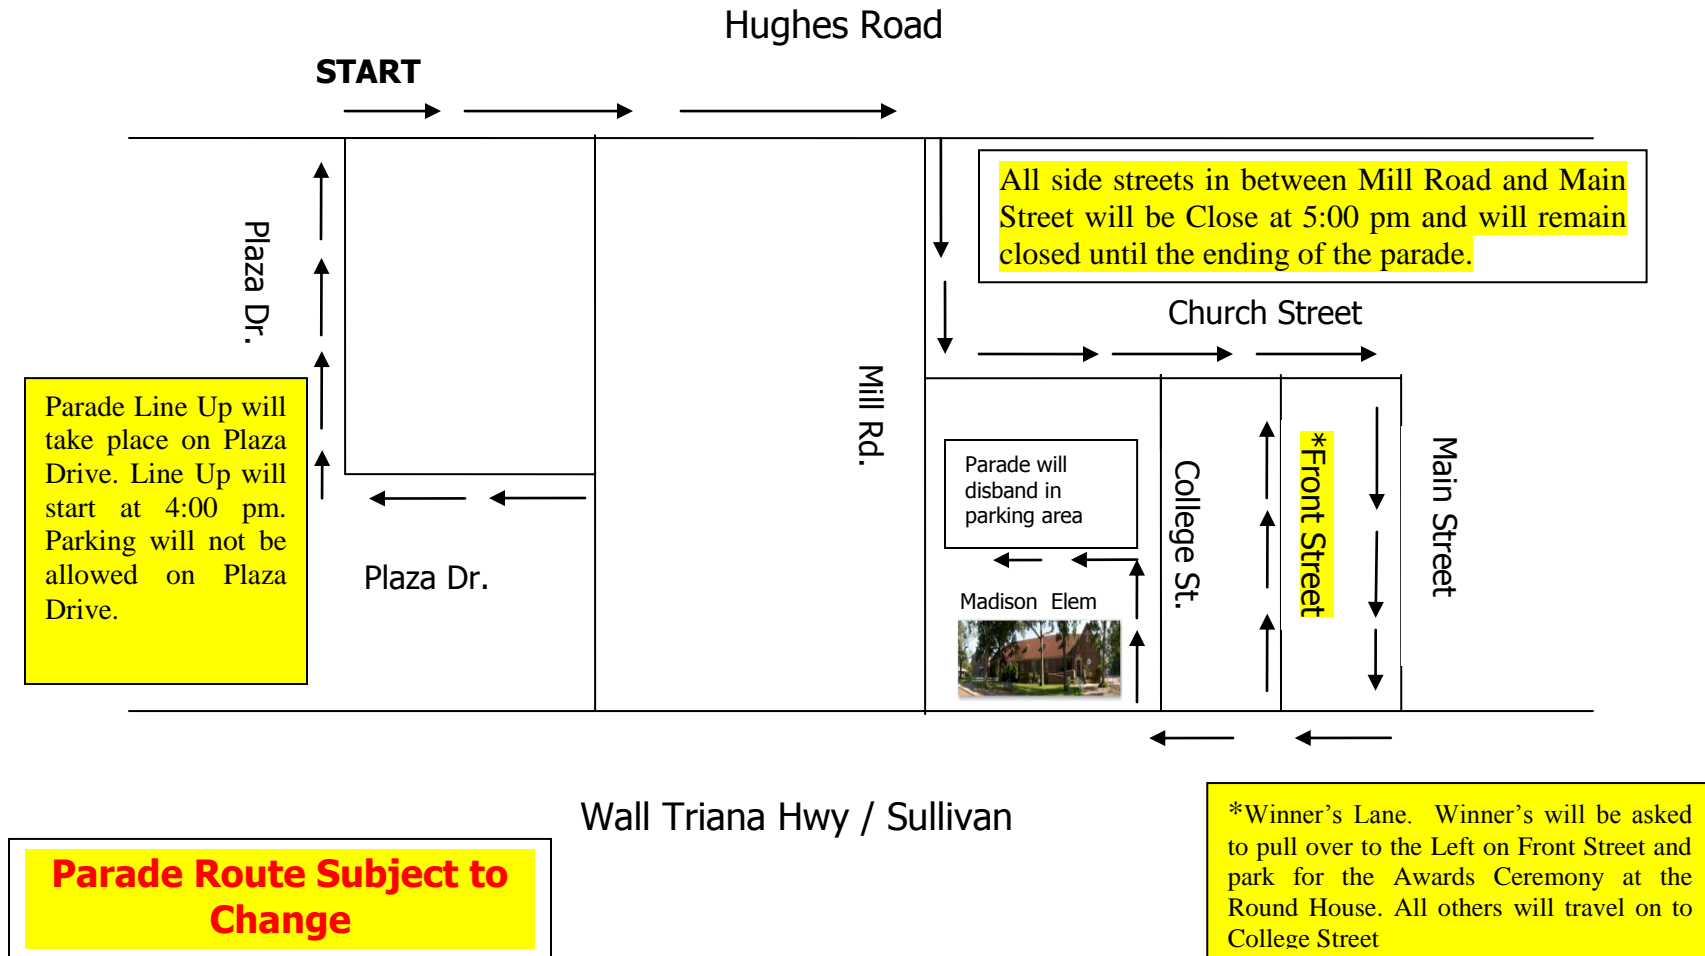 Hughes Road
START
All side streets in between Mill Road and Main
Street will be Close at 5:00 pm and will remain
closed until the ending of the parade.
Plaza Dr.
Church Street
Parade Line Up will
take place on Plaza
Drive. Line Up will
start at 4:00 pm.
Parking will not be
allowed on Plaza
Drive.
Mill Rd.
Parade will
disband in
parking area
College St.
*Front Street
Main Street
Plaza Dr.
Madison Elem
Wall Triana Hwy / Sullivan
*Winner's Lane. Winner's will be asked
to pull over to the Left on Front Street and
park for the Awards Ceremony at the
Round House. All others will travel on to
College Street
Parade Route Subject to
Change